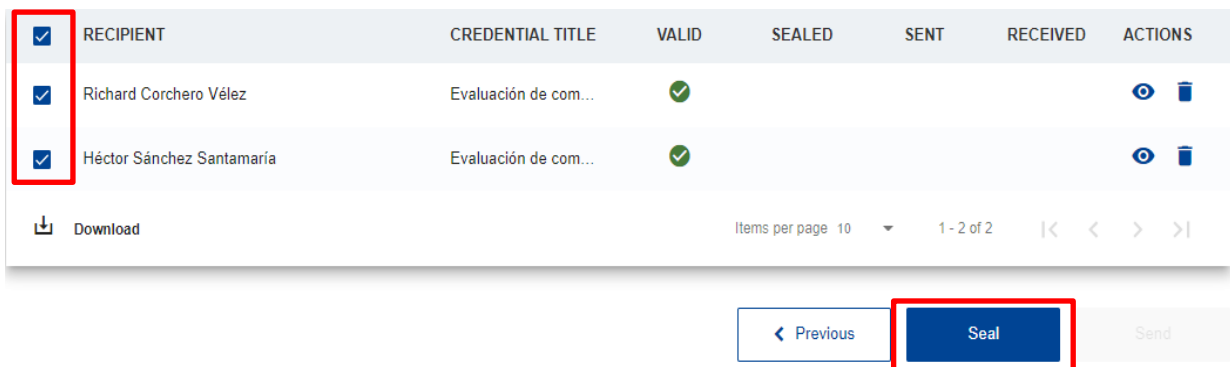 RECIPIENT CREDENTIAL TITLE VALID SEALED SENT RECEIVED ACTIONS
Richard Corchero Vélez Evaluación de com...
Héctor Sánchez Santamaría Evaluación de com...
Download Items per page 10 1 - 2 of 2
Previous Seal Send